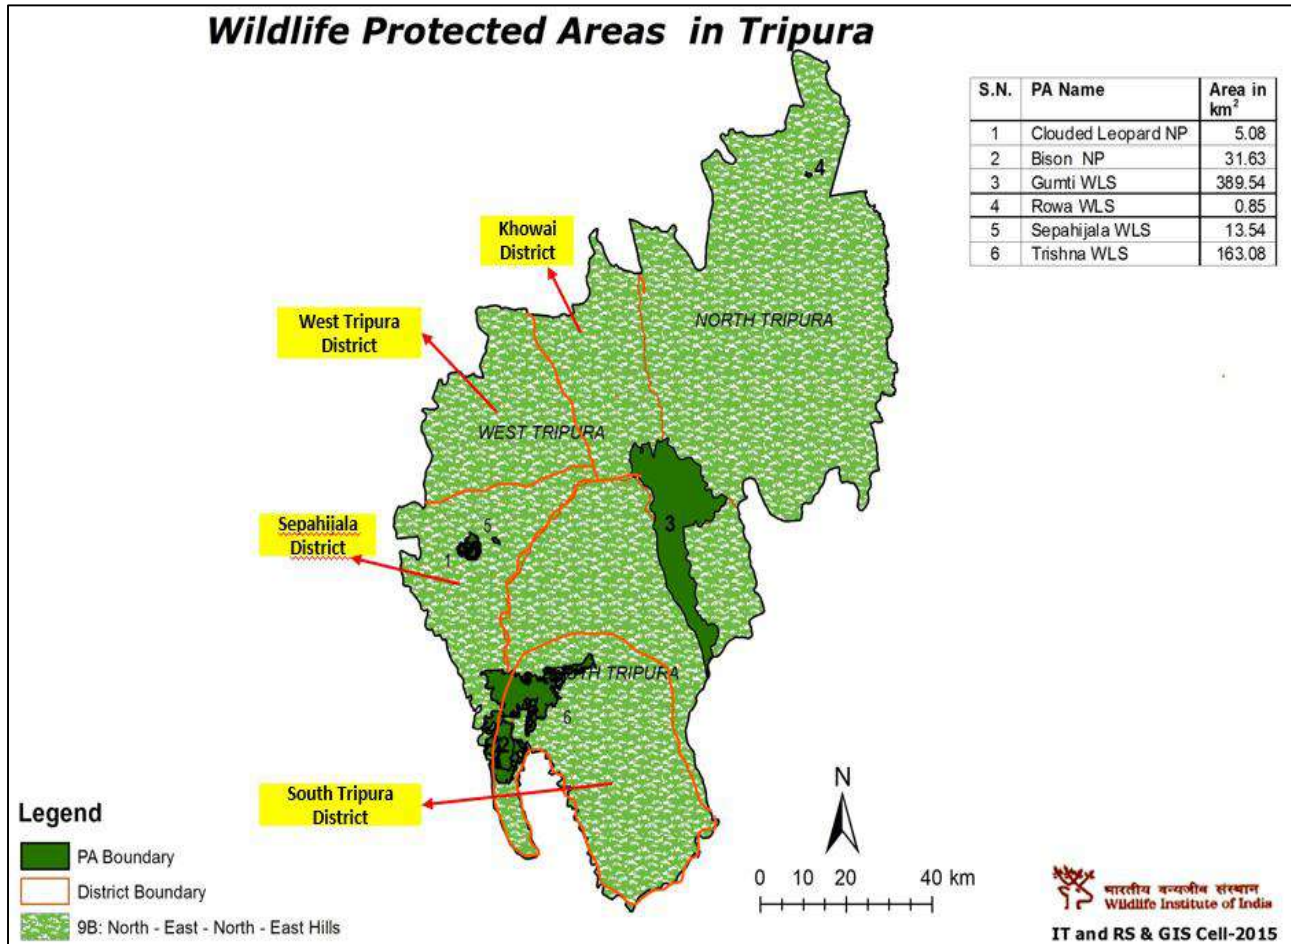 Wildlife Protected Areas in Tripura
S.N. PA Name Area in km²
1 Clouded Leopard NP 5.08
2 Bison NP 31.63
3 Gumti WLS 389.54
4 Rowa WLS 0.85
5 Sepahijala WLS 13.54
6 Trishna WLS 163.08
4
Khowai
District
West Tripura
District
NORTH TRIPURA
WEST TRIPURA
Sepahijala
District
5
1
3
TRIPURA
6
2
South Tripura
District
N
0 10 20 40 km
Legend
PA Boundary
District Boundary
9B: North - East - North - East Hills
भारतीय वन्यजीव संस्थान
Wildlife Institute of India
IT and RS & GIS Cell-2015